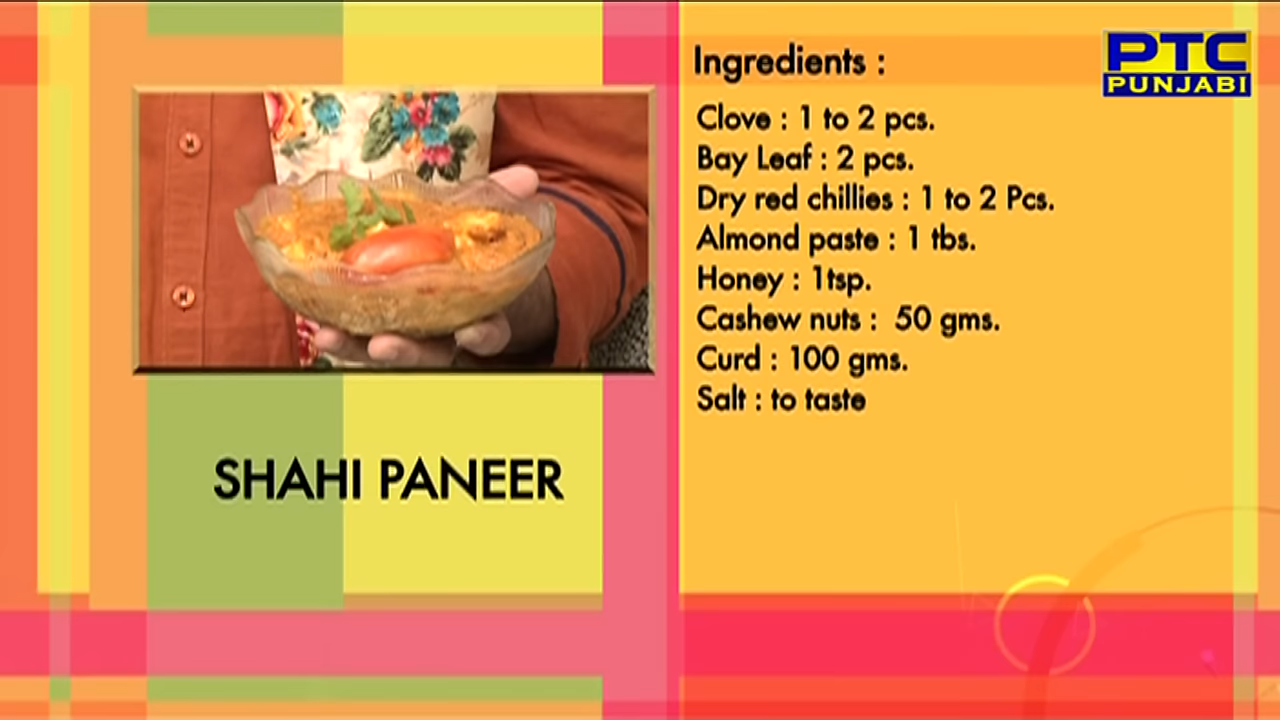 PTC
PUNJABI
Ingredients :
Clove : 1 to 2 pcs.
Bay Leaf : 2 pcs.
Dry red chillies : 1 to 2 Pcs.
Almond paste : 1 tbs.
Honey : 1tsp.
Cashew nuts :  50 gms.
Curd : 100 gms.
Salt : to taste
SHAHI PANEER